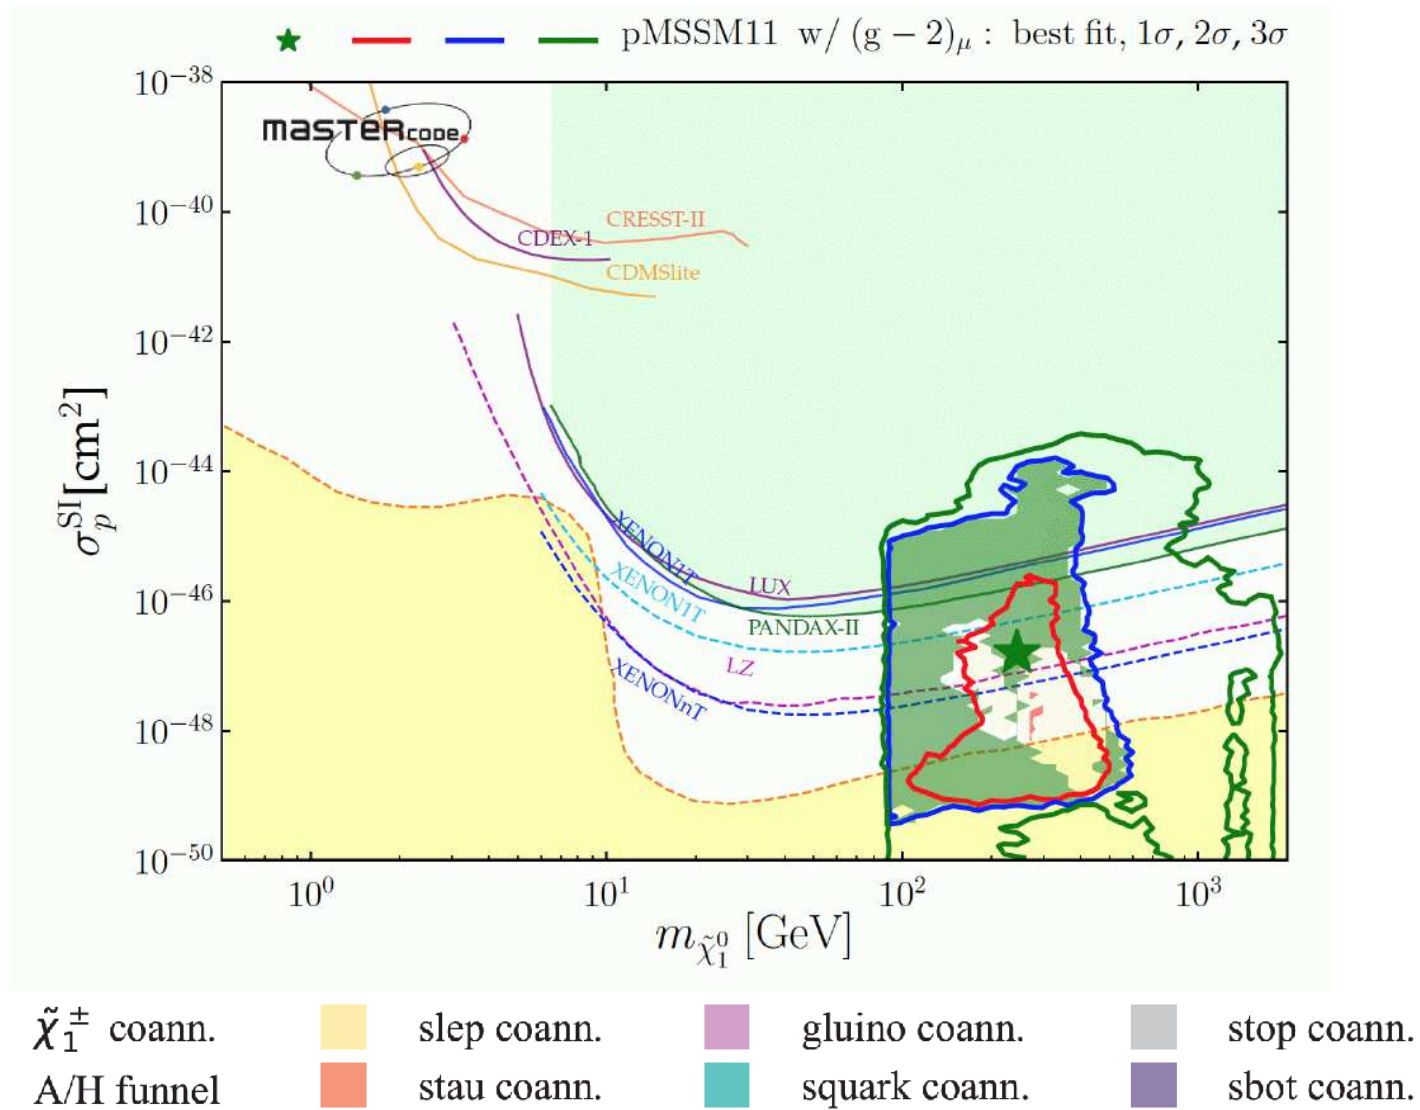 pMSSM11 w/ (g − 2)μ : best fit, 1σ, 2σ, 3σ
10⁻³⁸
MASTERCODE
10⁻⁴⁰
CRESST-II
CDEX-1
CDMSlite
10⁻⁴²
10⁻⁴⁴
σₚˢᴵ[cm²]
XENON1T
XENON1T
LUX
10⁻⁴⁶
PANDAX-II
LZ
XENONnT
10⁻⁴⁸
10⁻⁵⁰
10⁰ 10¹ 10² 10³
m_χ̃₁⁰ [GeV]
χ̃₁± coann. slep coann. gluino coann. stop coann.
A/H funnel stau coann. squark coann. sbot coann.